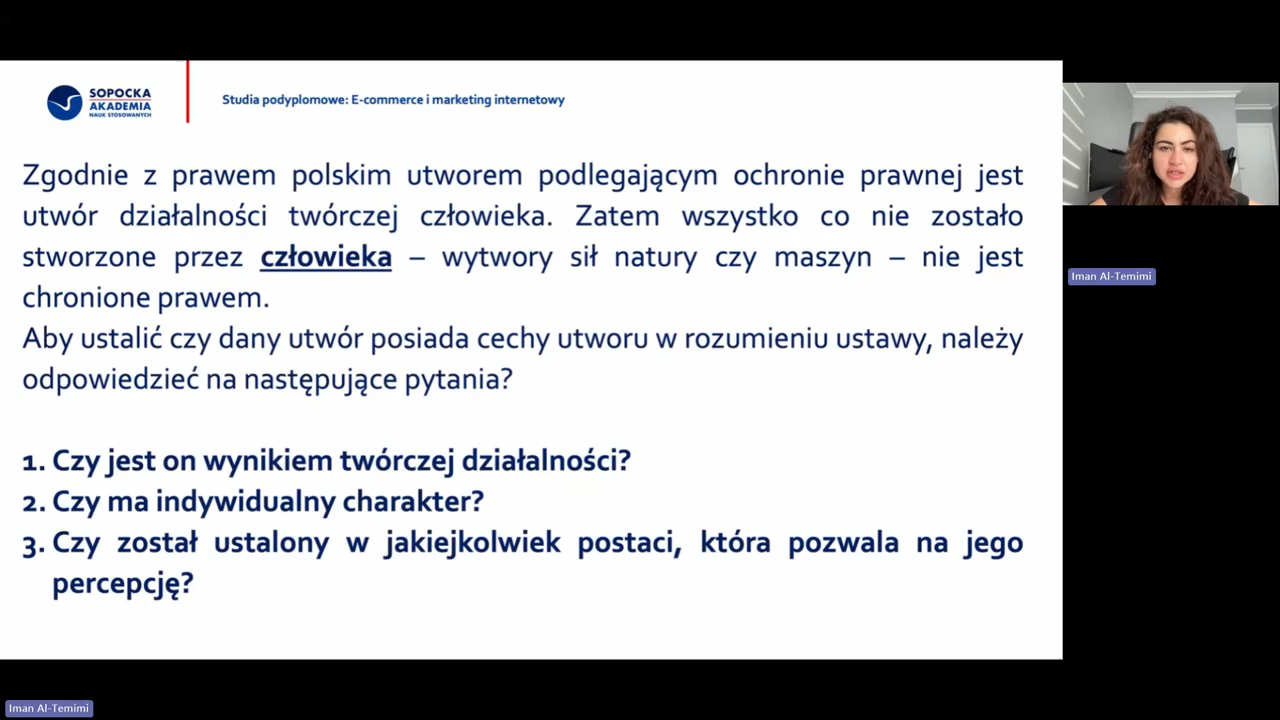 SOPOCKA
AKADEMIA
NAUK STOSOWANYCH
Studia podyplomowe: E-commerce i marketing internetowy
Zgodnie z prawem polskim utworem podlegającym ochronie prawnej jest
utwór działalności twórczej człowieka. Zatem wszystko co nie zostało
stworzone przez człowieka – wytwory sił natury czy maszyn – nie jest
chronione prawem.
Aby ustalić czy dany utwór posiada cechy utworu w rozumieniu ustawy, należy
odpowiedzieć na następujące pytania?
1. Czy jest on wynikiem twórczej działalności?
2. Czy ma indywidualny charakter?
3. Czy został ustalony w jakiejkolwiek postaci, która pozwala na jego
percepcję?
Iman Al-Temimi
Iman Al-Temimi